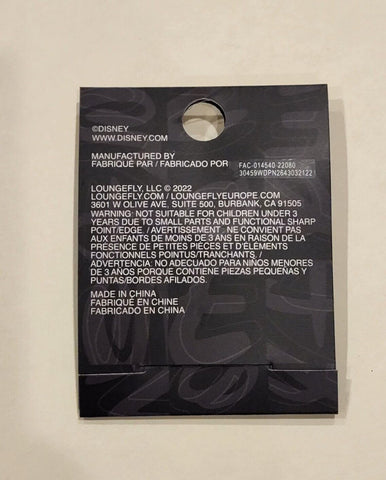 ©DISNEY
WWW.DISNEY.COM
MANUFACTURED BY
FABRIQUÉ PAR / FABRICADO POR
FAC-014540-22080
30459WDPN2643032122
LOUNGEFLY, LLC © 2022
LOUNGEFLY.COM / LOUNGEFLYEUROPE.COM
3601 W OLIVE AVE, SUITE 500, BURBANK, CA 91505
WARNING: NOT SUITABLE FOR CHILDREN UNDER 3
YEARS DUE TO SMALL PARTS AND FUNCTIONAL SHARP
POINT/EDGE. / AVERTISSEMENT : NE CONVIENT PAS
AUX ENFANTS DE MOINS DE 3 ANS EN RAISON DE LA
PRÉSENCE DE PETITES PIÈCES ET D'ÉLÉMENTS
FONCTIONNELS POINTUS/TRANCHANTS. /
ADVERTENCIA: NO ADECUADO PARA NIÑOS MENORES
DE 3 AÑOS PORQUE CONTIENE PIEZAS PEQUEÑAS Y
PUNTAS/BORDES AFILADOS.
MADE IN CHINA
FABRIQUÉ EN CHINE
FABRICADO EN CHINA